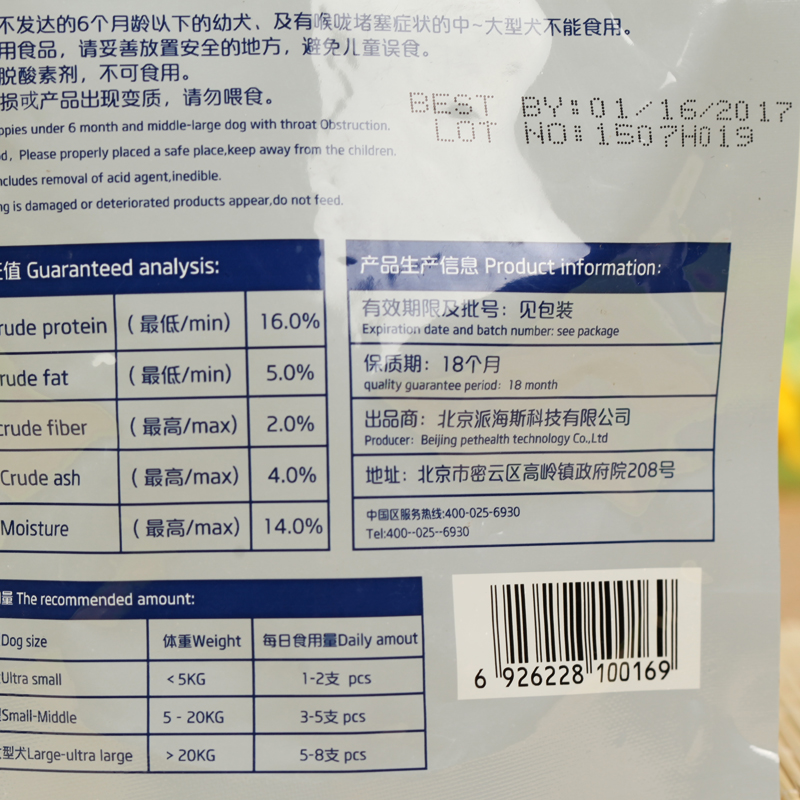 不发达的6个月龄以下的幼犬、及有喉咙堵塞症状的中~大型犬不能食用。
用食品，请妥善放置安全的地方，避免儿童误食。
脱酸素剂，不可食用。
损或产品出现变质，请勿喂食。
BEST BY:01/16/2017
LOT NO:1507H019
ppies under 6 month and middle-large dog with throat Obstruction.
d, Please properly placed a safe place,keep away from the children.
ncludes removal of acid agent,inedible.
ng is damaged or deteriorated products appear,do not feed.
值 Guaranteed analysis:
rude protein (最低/min) 16.0%
rude fat (最低/min) 5.0%
crude fiber (最高/max) 2.0%
Crude ash (最高/max) 4.0%
Moisture (最高/max) 14.0%
产品生产信息 Product information:
有效期限及批号：见包装
Expiration date and batch number: see package
保质期：18个月
quality guarantee period: 18 month
出品商：北京派海斯科技有限公司
Producer: Beijing pethealth technology Co.,Ltd
地址：北京市密云区高岭镇政府院208号
中国区服务热线:400-025-6930
Tel:400--025--6930
量 The recommended amount:
Dog size 体重Weight 每日食用量Daily amout
Ultra small <5KG 1-2支 pcs
Small-Middle 5 - 20KG 3-5支 pcs
型犬Large-ultra large > 20KG 5-8支 pcs
6 926228 100169